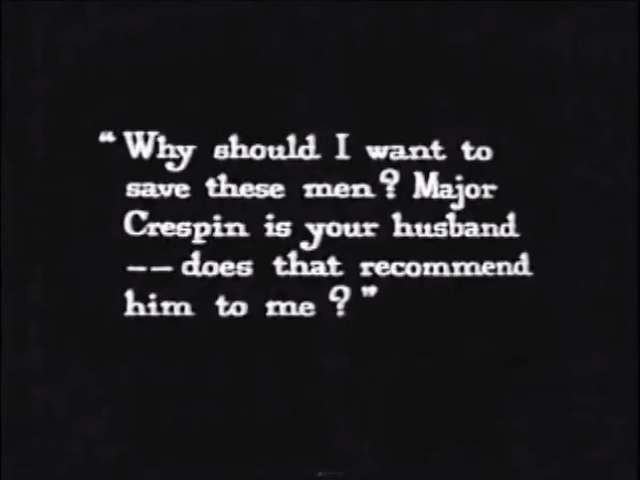 “Why should I want to
save these men? Major
Crespin is your husband
--does that recommend
him to me?”